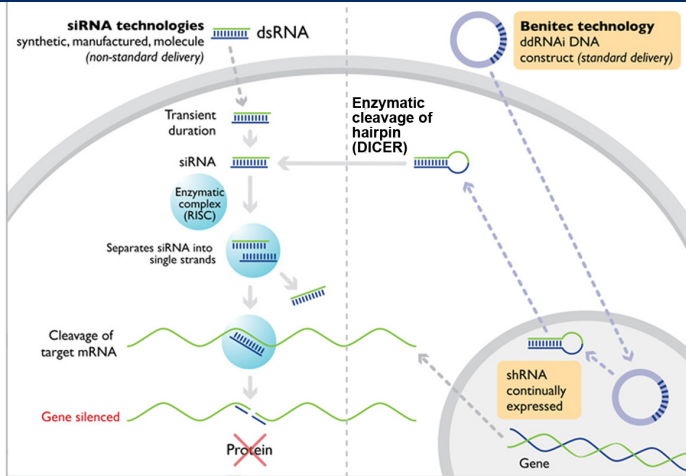 siRNA technologies
synthetic, manufactured, molecule
(non-standard delivery)
dsRNA
Benitec technology
ddRNAi DNA
construct (standard delivery)
Transient
duration
Enzymatic
cleavage of
hairpin
(DICER)
siRNA
Enzymatic
complex
(RISC)
Separates siRNA into
single strands
Cleavage of
target mRNA
shRNA
continually
expressed
Gene silenced
Protein
Gene